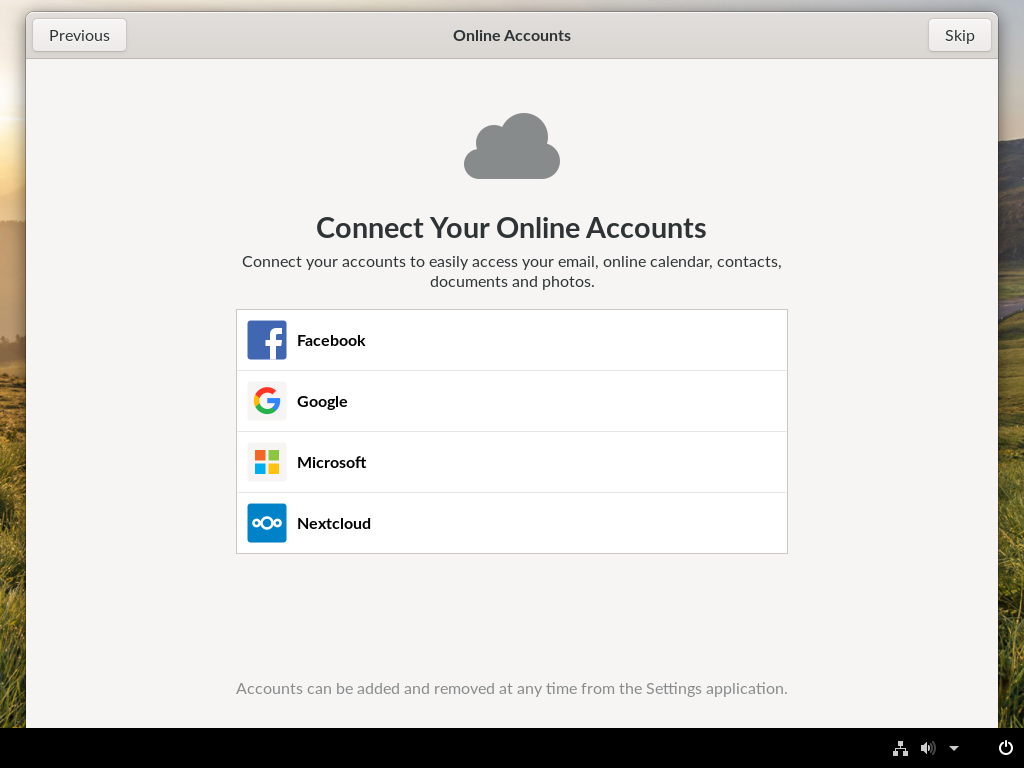 Previous
Online Accounts
Skip
Connect Your Online Accounts
Connect your accounts to easily access your email, online calendar, contacts,
documents and photos.
Facebook
Google
Microsoft
Nextcloud
Accounts can be added and removed at any time from the Settings application.